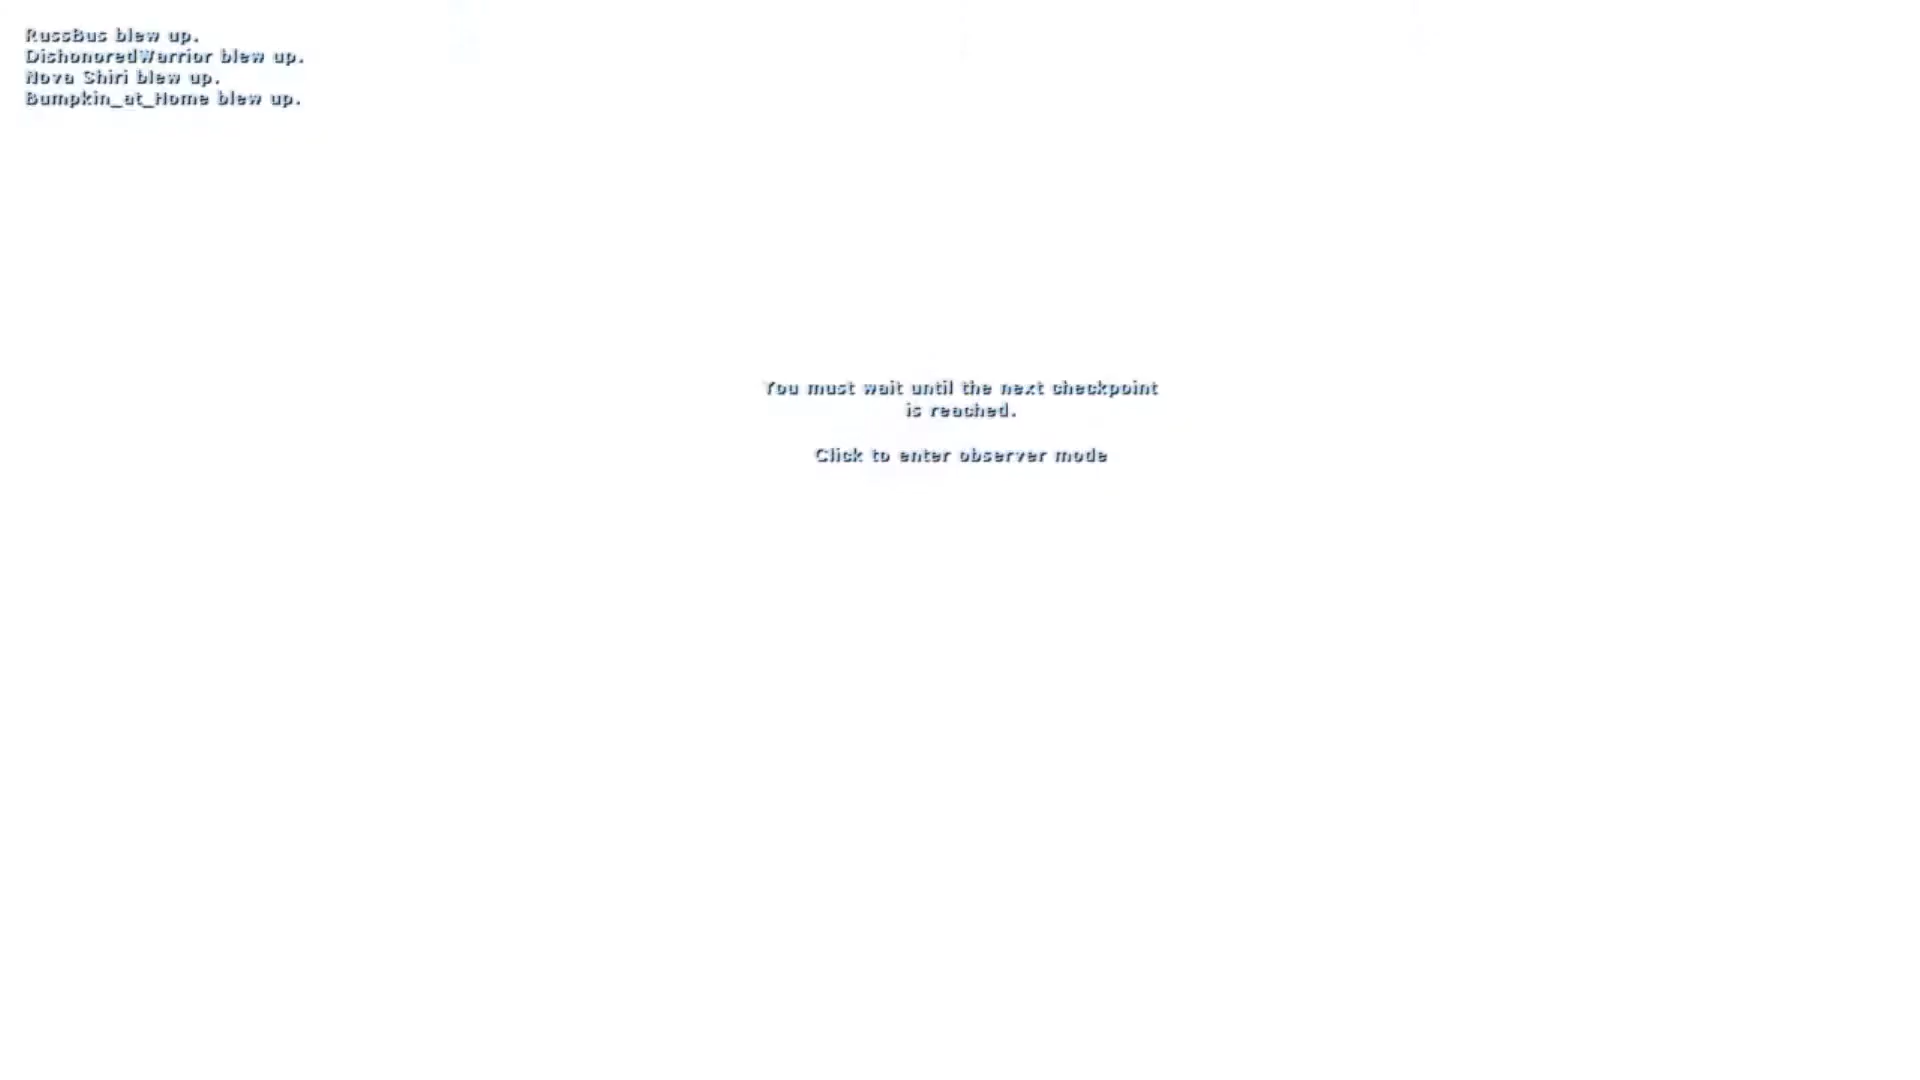 RussBus blew up.
DishonoredWarrior blew up.
Nova Shiri blew up.
Bumpkin_at_Home blew up.
You must wait until the next checkpoint
is reached.
Click to enter observer mode